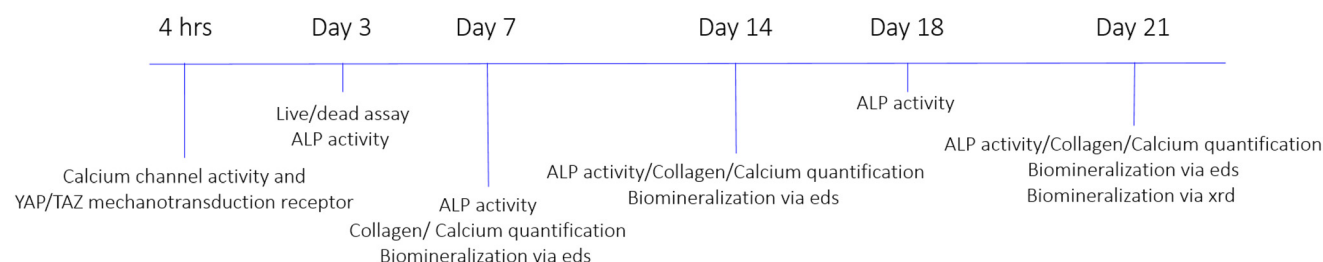 4 hrs
Day 3
Day 7
Day 14
Day 18
Day 21
Calcium channel activity and
YAP/TAZ mechanotransduction receptor
Live/dead assay
ALP activity
ALP activity
Collagen/ Calcium quantification
Biomineralization via eds
ALP activity/Collagen/Calcium quantification
Biomineralization via eds
ALP activity
ALP activity/Collagen/Calcium quantification
Biomineralization via eds
Biomineralization via xrd